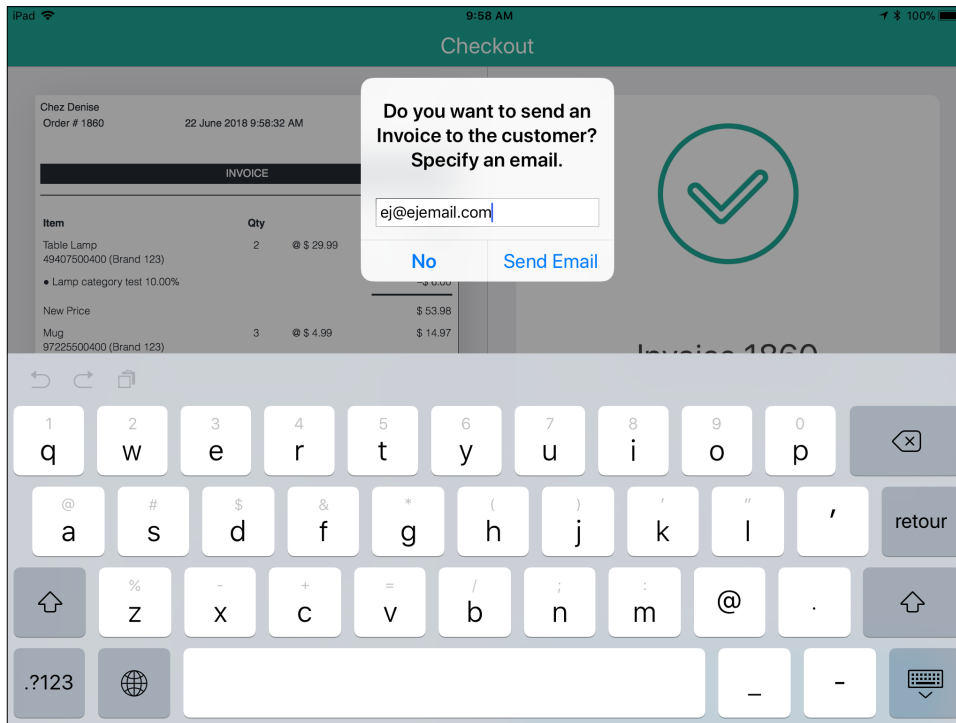 iPad 9:58 AM 100%
Checkout
Chez Denise
Order # 1860 22 June 2018 9:58:32 AM
INVOICE
Item Qty
Table Lamp 2 @ $ 29.99
49407500400 (Brand 123)
• Lamp category test 10.00% -$ 6.00
New Price $ 53.98
Mug 3 @ $ 4.99 $ 14.97
97225500400 (Brand 123)
Do you want to send an
Invoice to the customer?
Specify an email.
ej@ejemail.com
No Send Email
Invoice 1860
1 2 3 4 5 6 7 8 9 0
q w e r t y u i o p
@ # $ & * ( ) ' "
a s d f g h j k l ' retour
% - + = / ; :
z x c v b n m @ .
.?123 _ -